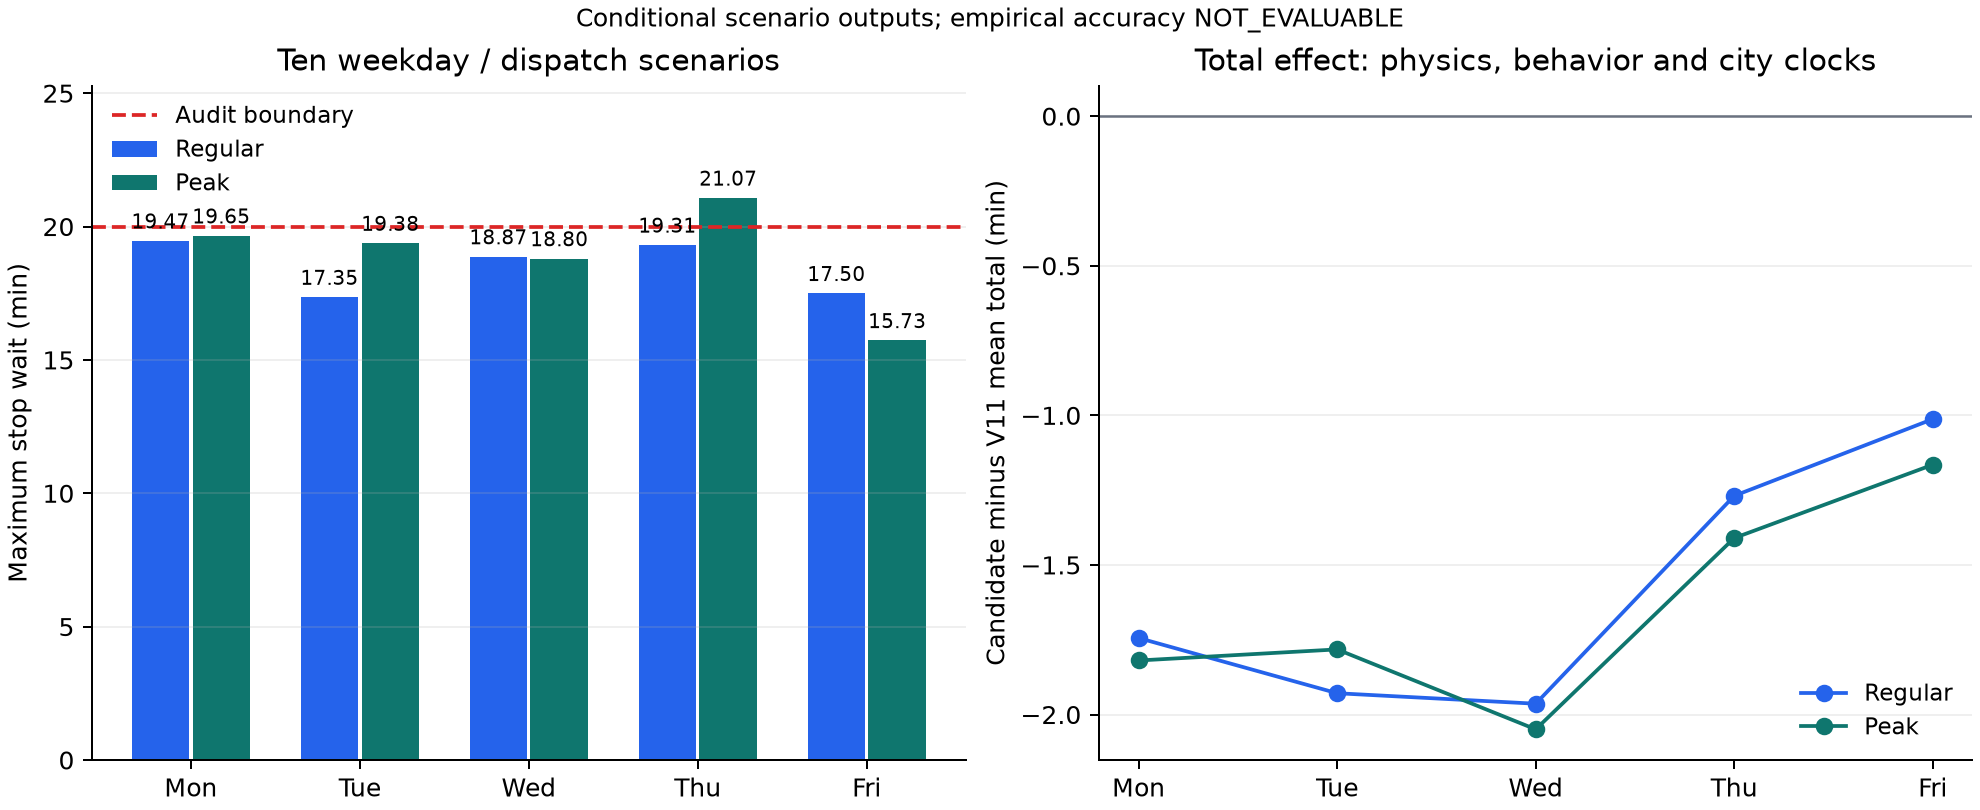 Conditional scenario outputs; empirical accuracy NOT_EVALUABLE
Ten weekday / dispatch scenarios
Maximum stop wait (min)
25
20
15
10
5
0
Audit boundary
Regular
Peak
19.47
19.65
17.35
19.38
18.87
18.80
19.31
21.07
17.50
15.73
Mon
Tue
Wed
Thu
Fri
Total effect: physics, behavior and city clocks
Candidate minus V11 mean total (min)
0.0
−0.5
−1.0
−1.5
−2.0
Regular
Peak
Mon
Tue
Wed
Thu
Fri